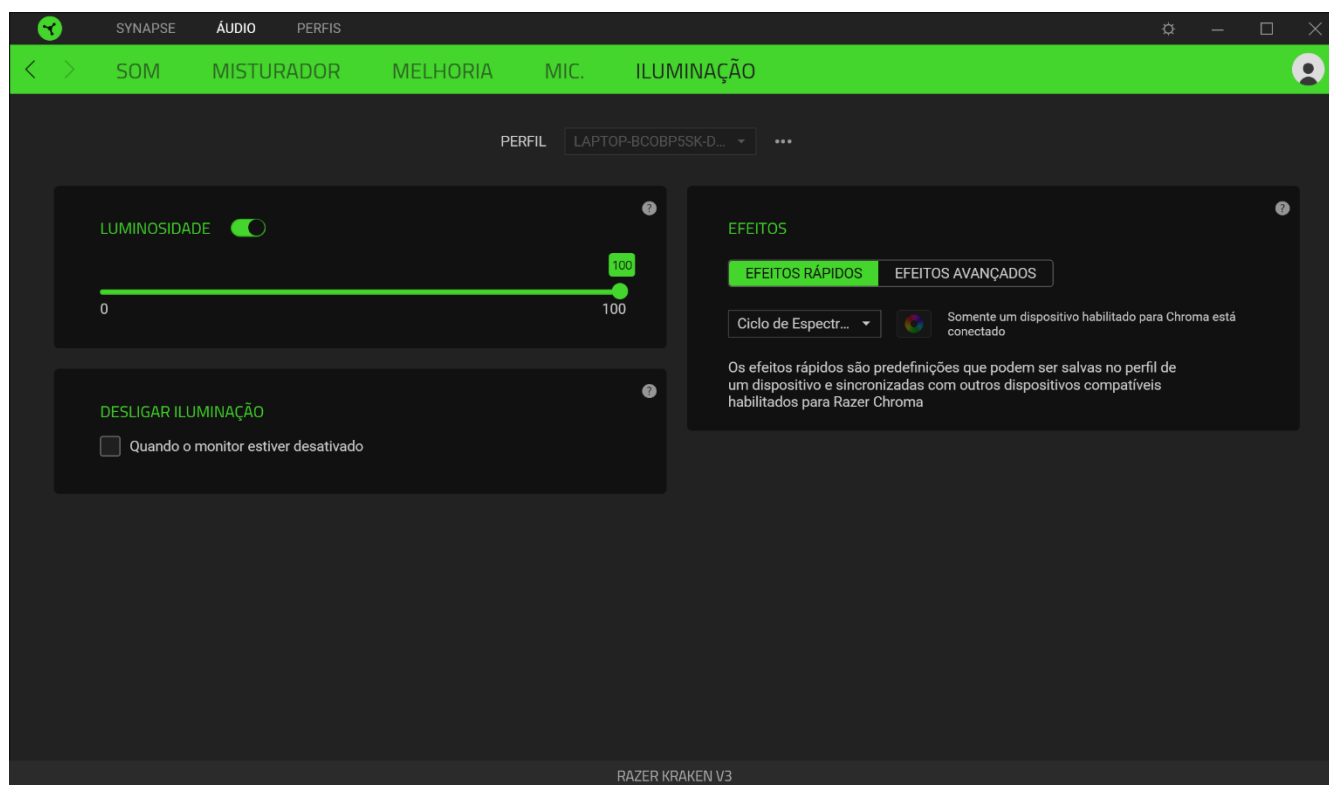 SYNAPSE ÁUDIO PERFIS
SOM MISTURADOR MELHORIA MIC. ILUMINAÇÃO
PERFIL LAPTOP-BCOBP5SK-D...
LUMINOSIDADE
100
0 100
DESLIGAR ILUMINAÇÃO
Quando o monitor estiver desativado
EFEITOS
EFEITOS RÁPIDOS EFEITOS AVANÇADOS
Ciclo de Espectr...
Somente um dispositivo habilitado para Chroma está
conectado
Os efeitos rápidos são predefinições que podem ser salvas no perfil de
um dispositivo e sincronizadas com outros dispositivos compatíveis
habilitados para Razer Chroma
RAZER KRAKEN V3